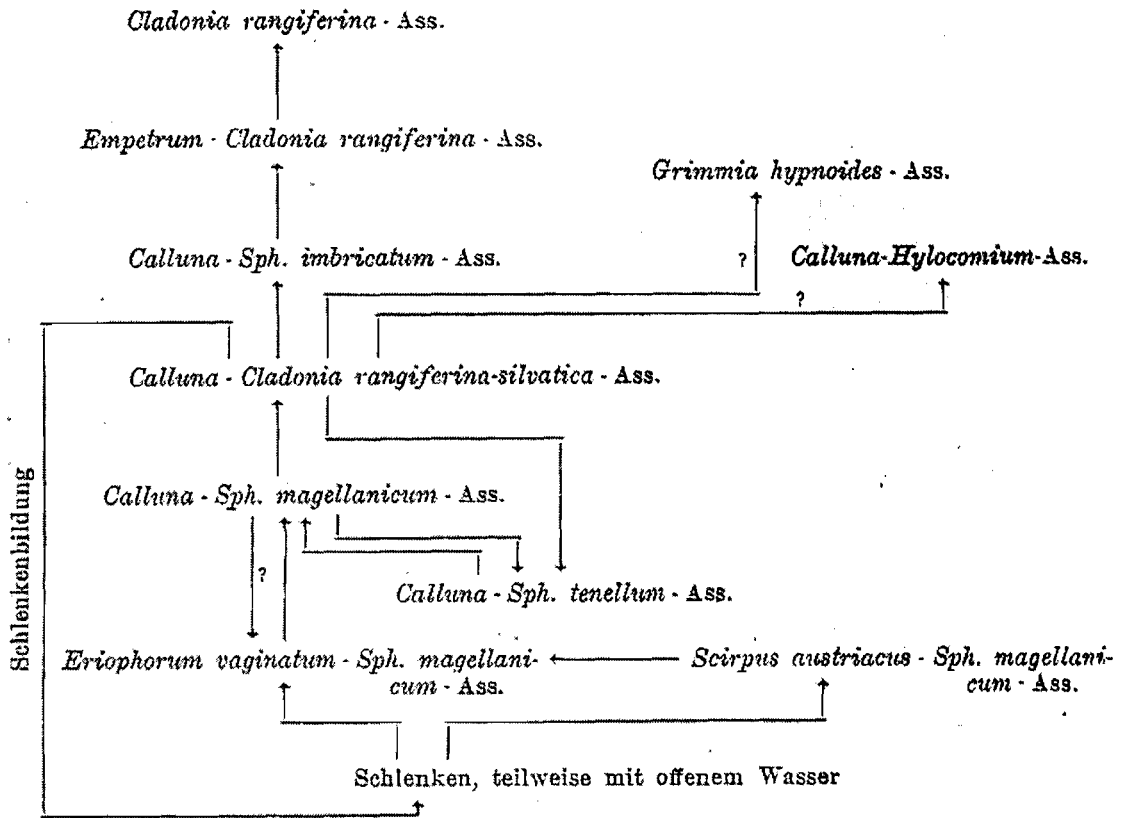 Cladonia rangiferina - Ass.
Empetrum - Cladonia rangiferina - Ass.
Grimmia hypnoides - Ass.
Calluna - Sph. imbricatum - Ass.
?
Calluna-Hylocomium-Ass.
?
Calluna - Cladonia rangiferina-silvatica - Ass.
Schlenkenbildung
Calluna - Sph. magellanicum - Ass.
?
Calluna - Sph. tenellum - Ass.
Eriophorum vaginatum - Sph. magellani-
cum - Ass.
Scirpus austriacus - Sph. magellani-
cum - Ass.
Schlenken, teilweise mit offenem Wasser